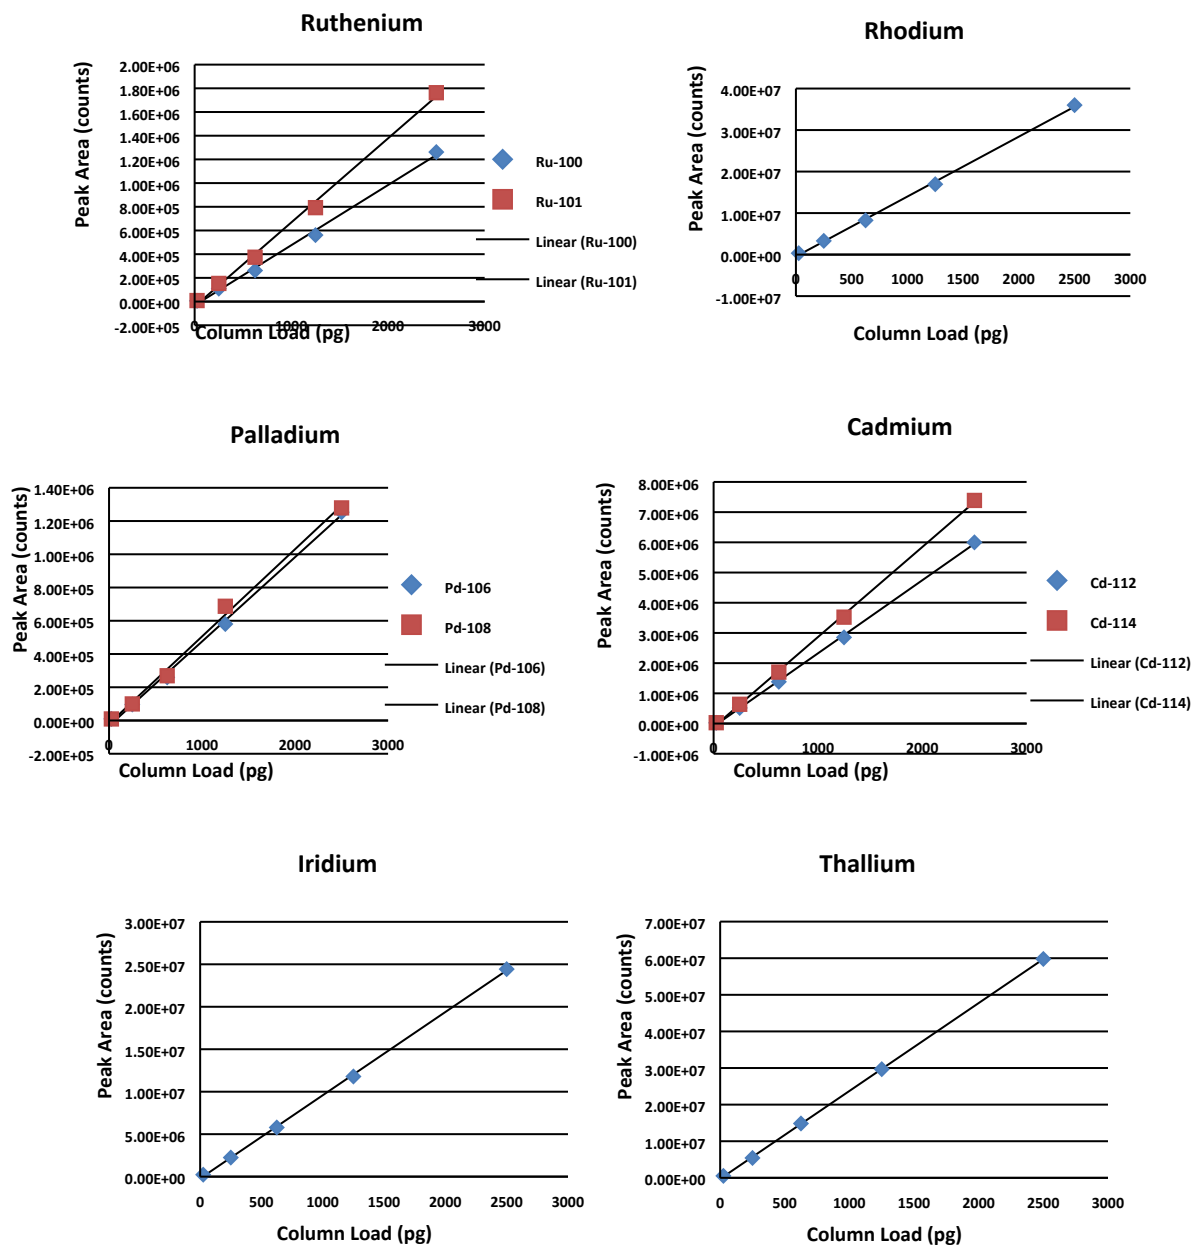 Ruthenium
Peak Area (counts)
2.00E+06
1.80E+06
1.60E+06
1.40E+06
1.20E+06
1.00E+06
8.00E+05
6.00E+05
4.00E+05
2.00E+05
0.00E+00
-2.00E+05
0 1000 2000 3000
Column Load (pg)
Ru-100
Ru-101
Linear (Ru-100)
Linear (Ru-101)
Rhodium
Peak Area (counts)
4.00E+07
3.00E+07
2.00E+07
1.00E+07
0.00E+00
-1.00E+07
0 500 1000 1500 2000 2500 3000
Column Load (pg)
Palladium
Peak Area (counts)
1.40E+06
1.20E+06
1.00E+06
8.00E+05
6.00E+05
4.00E+05
2.00E+05
0.00E+00
-2.00E+05
0 1000 2000 3000
Column Load (pg)
Pd-106
Pd-108
Linear (Pd-106)
Linear (Pd-108)
Cadmium
Peak Area (counts)
8.00E+06
7.00E+06
6.00E+06
5.00E+06
4.00E+06
3.00E+06
2.00E+06
1.00E+06
0.00E+00
-1.00E+06
0 1000 2000 3000
Column Load (pg)
Cd-112
Cd-114
Linear (Cd-112)
Linear (Cd-114)
Iridium
Peak Area (counts)
3.00E+07
2.50E+07
2.00E+07
1.50E+07
1.00E+07
5.00E+06
0.00E+00
0 500 1000 1500 2000 2500 3000
Column Load (pg)
Thallium
Peak Area (counts)
7.00E+07
6.00E+07
5.00E+07
4.00E+07
3.00E+07
2.00E+07
1.00E+07
0.00E+00
0 500 1000 1500 2000 2500 3000
Column Load (pg)